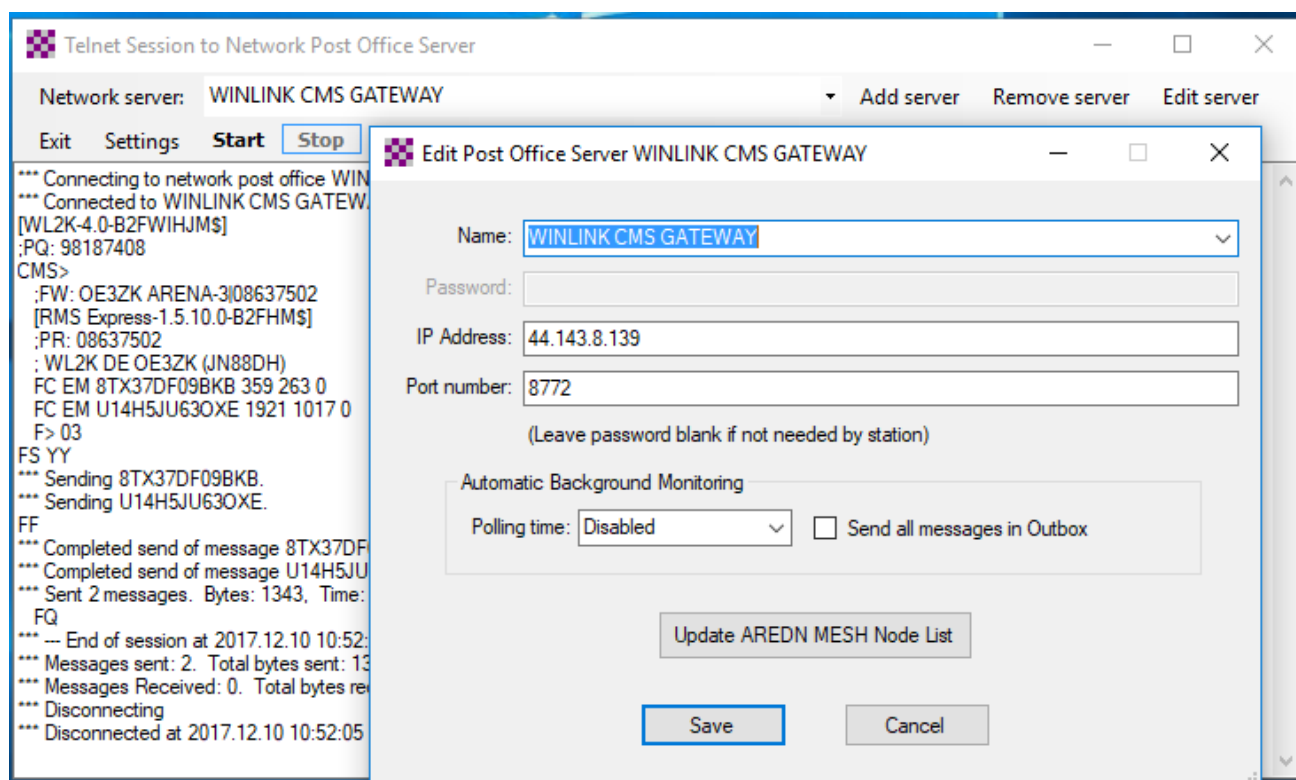 Telnet Session to Network Post Office Server
Network server: WINLINK CMS GATEWAY Add server Remove server Edit server
Exit Settings Start Stop
*** Connecting to network post office WIN
*** Connected to WINLINK CMS GATEWA
[WL2K-4.0-B2FWIHJM$]
;PQ: 98187408
CMS>
;FW: OE3ZK ARENA-3|08637502
[RMS Express-1.5.10.0-B2FHM$]
;PR: 08637502
; WL2K DE OE3ZK (JN88DH)
FC EM 8TX37DF09BKB 359 263 0
FC EM U14H5JU63OXE 1921 1017 0
F> 03
FS YY
*** Sending 8TX37DF09BKB.
*** Sending U14H5JU63OXE.
FF
*** Completed send of message 8TX37DF
*** Completed send of message U14H5JU
*** Sent 2 messages. Bytes: 1343, Time:
FQ
*** --- End of session at 2017.12.10 10:52:
*** Messages sent: 2. Total bytes sent: 13
*** Messages Received: 0. Total bytes re
*** Disconnecting
*** Disconnected at 2017.12.10 10:52:05
Edit Post Office Server WINLINK CMS GATEWAY
Name: WINLINK CMS GATEWAY
Password:
IP Address: 44.143.8.139
Port number: 8772
(Leave password blank if not needed by station)
Automatic Background Monitoring
Polling time: Disabled Send all messages in Outbox
Update AREDN MESH Node List
Save Cancel